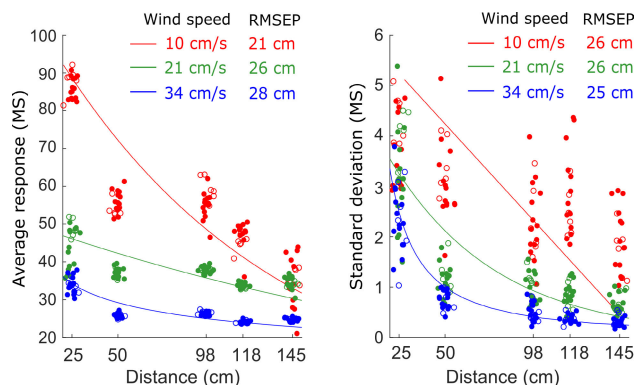 Wind speed RMSEP
10 cm/s 21 cm
21 cm/s 26 cm
34 cm/s 28 cm
100
90
80
70
60
50
40
30
20
Average response (MS)
25 50 98 118 145
Distance (cm)
Wind speed RMSEP
10 cm/s 26 cm
21 cm/s 26 cm
34 cm/s 25 cm
6
5
4
3
2
1
0
Standard deviation (MS)
25 50 98 118 145
Distance (cm)